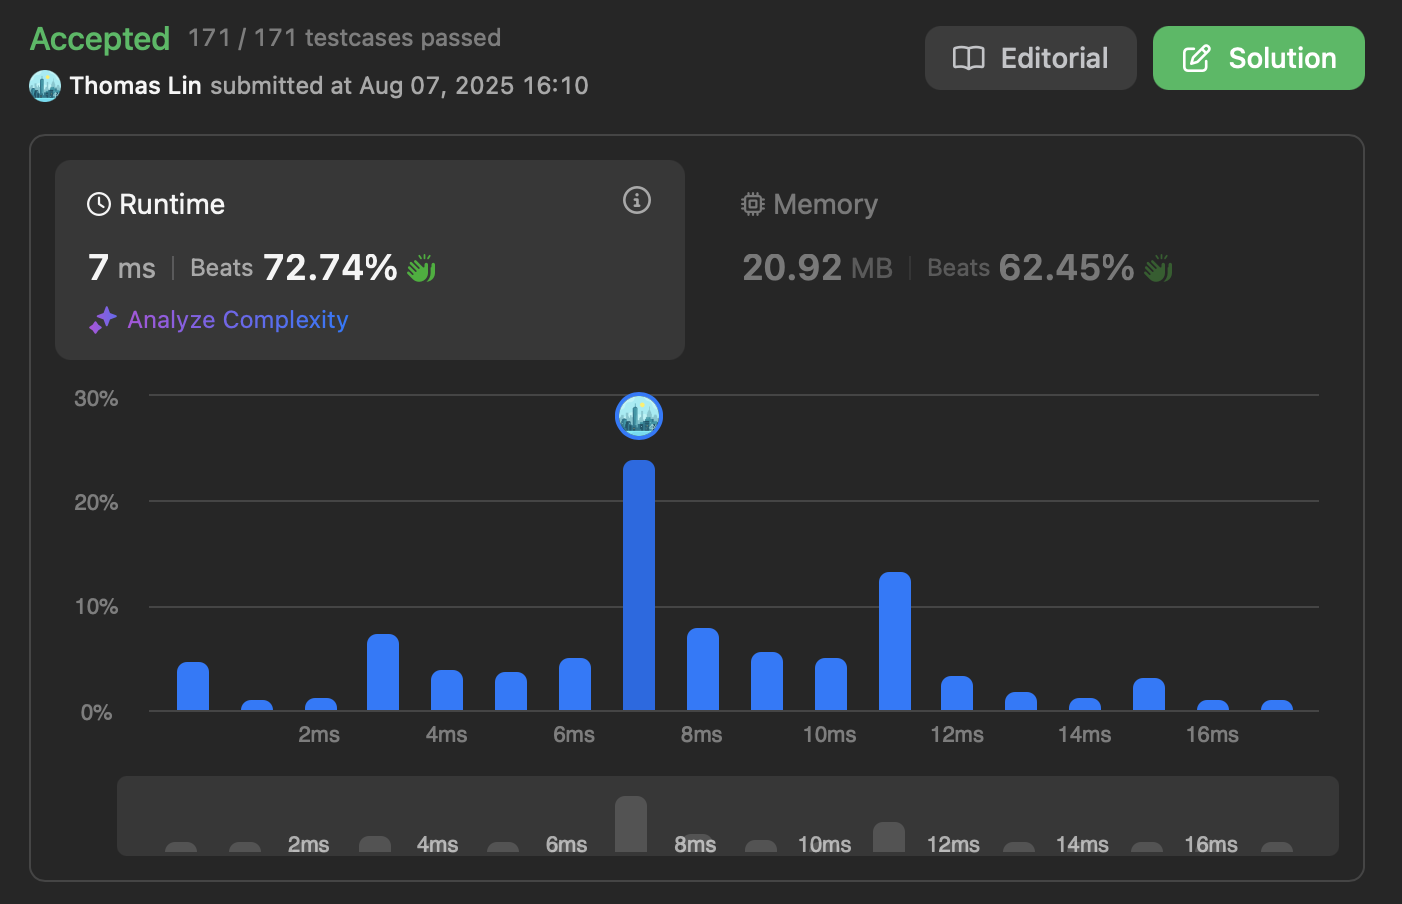 Accepted 171 / 171 testcases passed
Thomas Lin submitted at Aug 07, 2025 16:10
Editorial
Solution
Runtime
7 ms | Beats 72.74%
Analyze Complexity
Memory
20.92 MB | Beats 62.45%
30%
20%
10%
0%
2ms 4ms 6ms 8ms 10ms 12ms 14ms 16ms
2ms 4ms 6ms 8ms 10ms 12ms 14ms 16ms